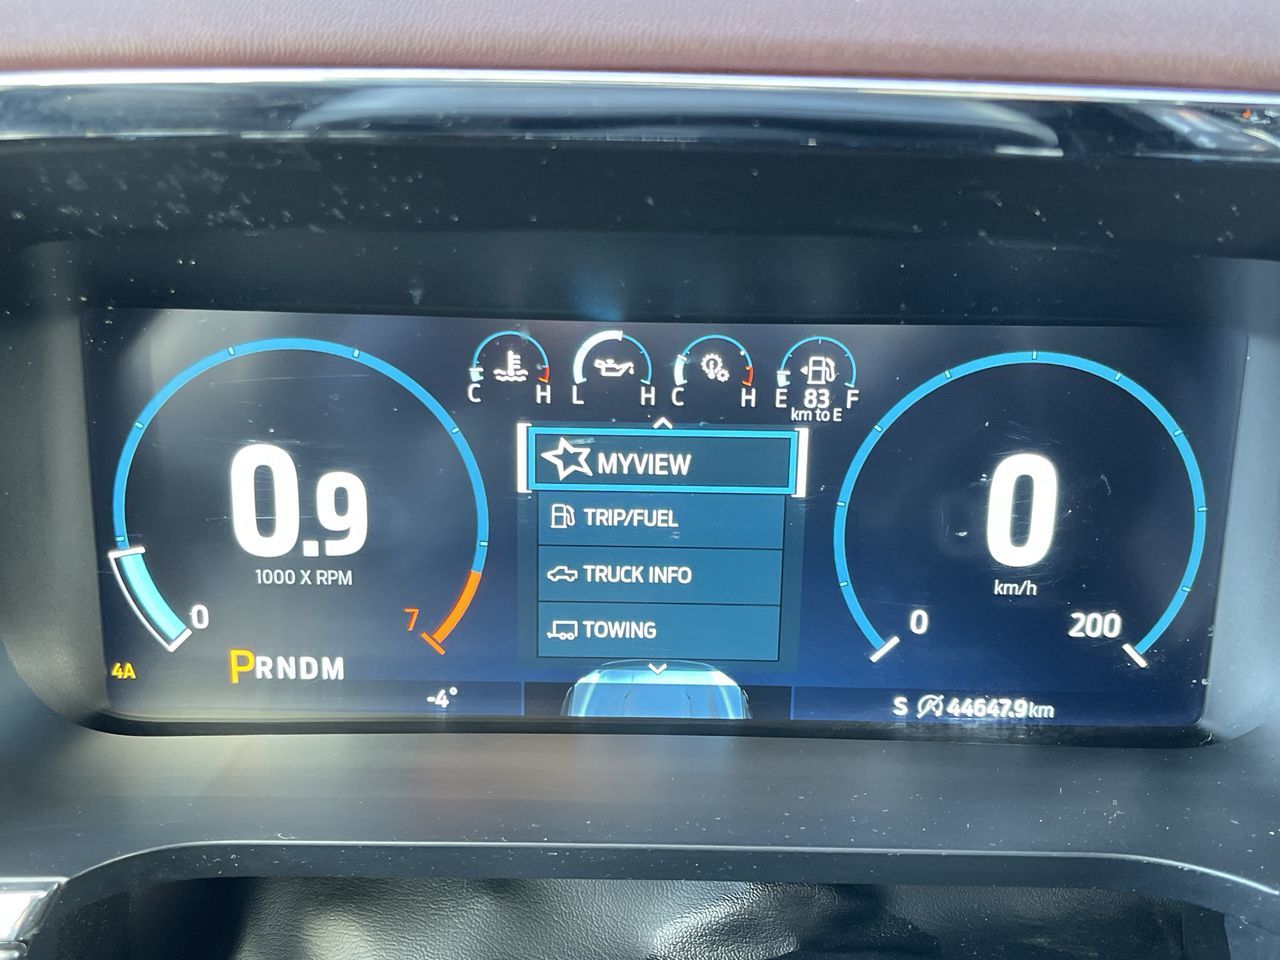 C H
L H
C H
E 83 F
km to E
0.9
1000 X RPM
0
7
MYVIEW
TRIP/FUEL
TRUCK INFO
TOWING
0
km/h
0
200
4A
PRNDM
-4°
S 44647.9km